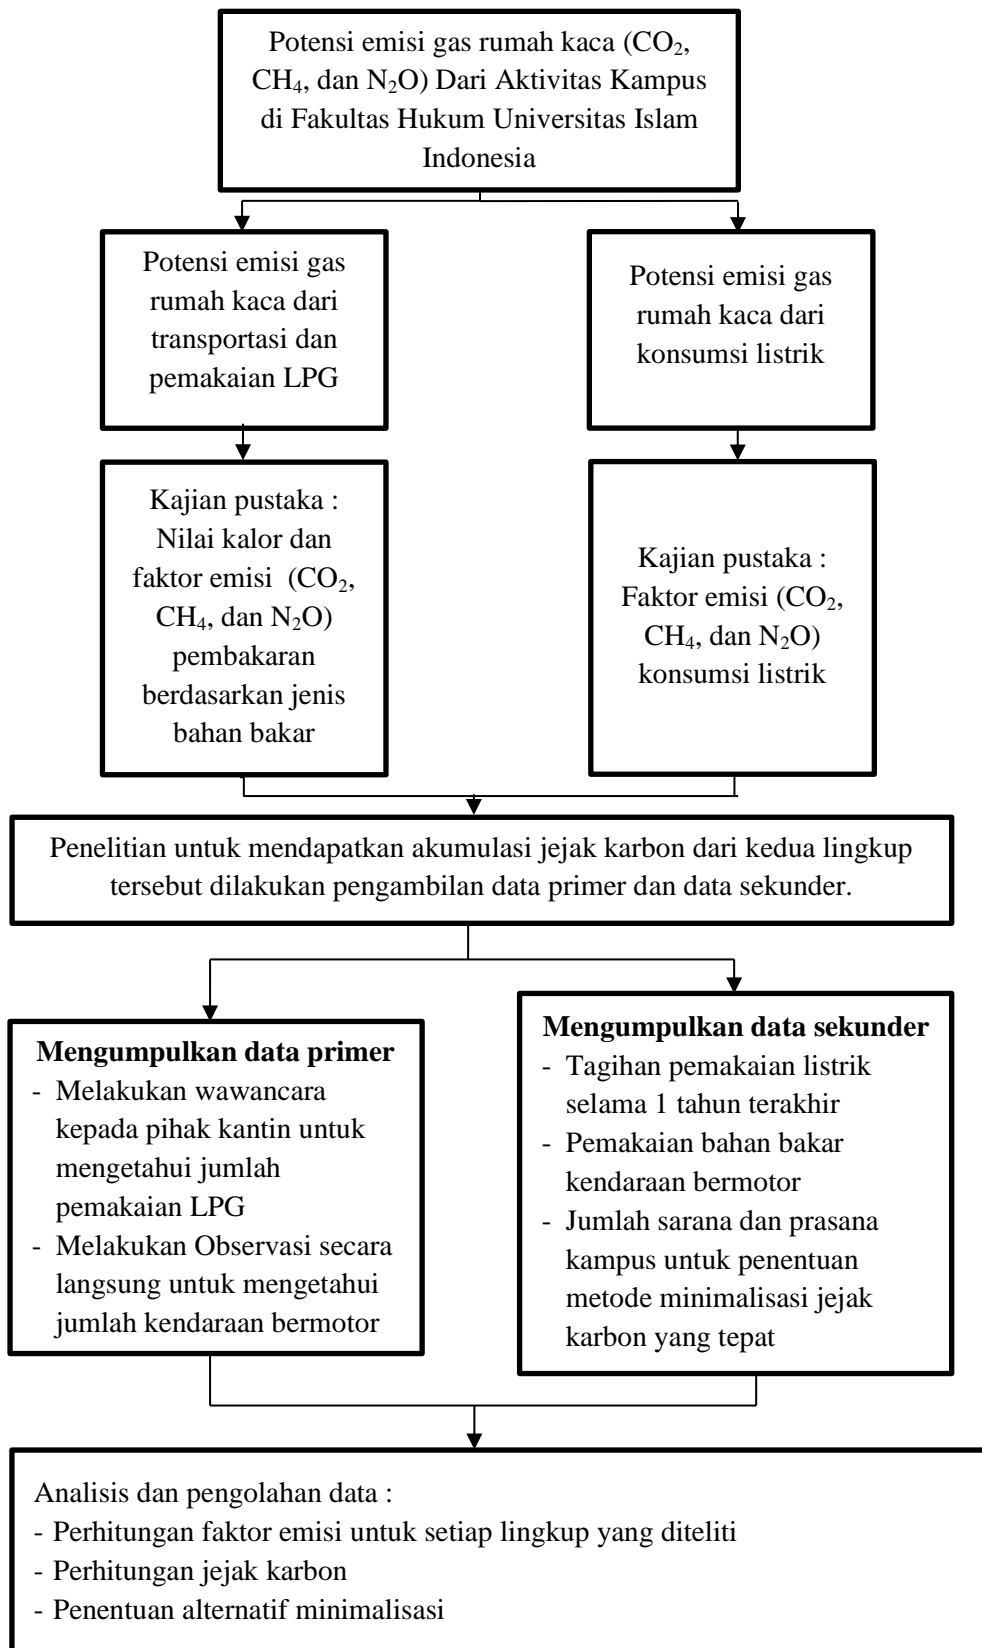 Potensi emisi gas rumah kaca (CO₂,
CH₄, dan N₂O) Dari Aktivitas Kampus
di Fakultas Hukum Universitas Islam
Indonesia
Potensi emisi gas
rumah kaca dari
transportasi dan
pemakaian LPG
Potensi emisi gas
rumah kaca dari
konsumsi listrik
Kajian pustaka :
Nilai kalor dan
faktor emisi (CO₂,
CH₄, dan N₂O)
pembakaran
berdasarkan jenis
bahan bakar
Kajian pustaka :
Faktor emisi (CO₂,
CH₄, dan N₂O)
konsumsi listrik
Penelitian untuk mendapatkan akumulasi jejak karbon dari kedua lingkup
tersebut dilakukan pengambilan data primer dan data sekunder.
Mengumpulkan data primer
- Melakukan wawancara
kepada pihak kantin untuk
mengetahui jumlah
pemakaian LPG
- Melakukan Observasi secara
langsung untuk mengetahui
jumlah kendaraan bermotor
Mengumpulkan data sekunder
- Tagihan pemakaian listrik
selama 1 tahun terakhir
- Pemakaian bahan bakar
kendaraan bermotor
- Jumlah sarana dan prasana
kampus untuk penentuan
metode minimalisasi jejak
karbon yang tepat
Analisis dan pengolahan data :
- Perhitungan faktor emisi untuk setiap lingkup yang diteliti
- Perhitungan jejak karbon
- Penentuan alternatif minimalisasi